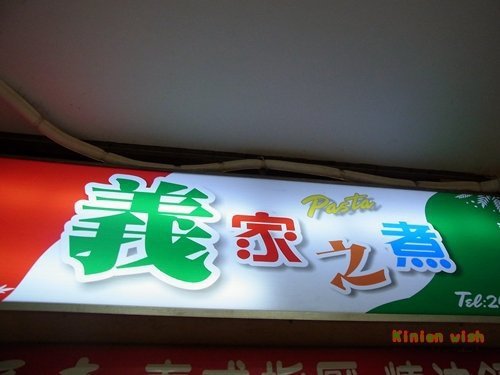 Pasta
義家之煮
Tel:2
Kinlon wish